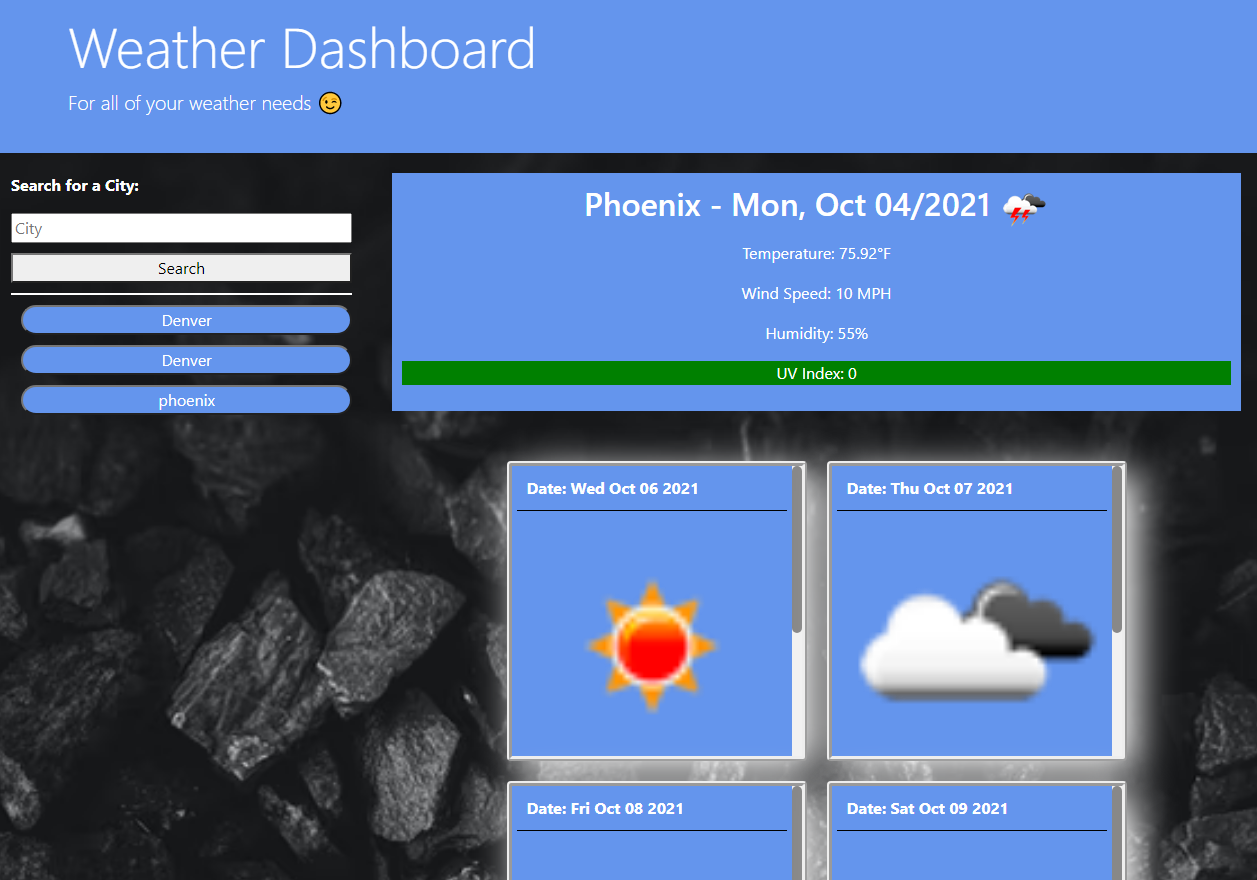 Weather Dashboard
For all of your weather needs 😉
Search for a City:
City
Search
Denver
Denver
phoenix
Phoenix - Mon, Oct 04/2021
Temperature: 75.92°F
Wind Speed: 10 MPH
Humidity: 55%
UV Index: 0
Date: Wed Oct 06 2021
Date: Thu Oct 07 2021
Date: Fri Oct 08 2021
Date: Sat Oct 09 2021